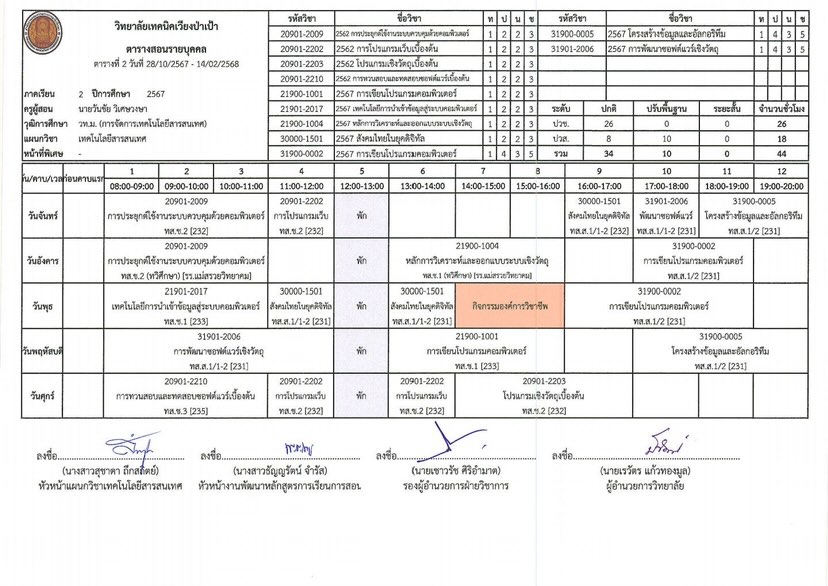 วิทยาลัยเทคนิคเวียงป่าเป้า
ตารางสอนรายบุคคล
ตารางที่ 2 วันที่ 28/10/2567 - 14/02/2568
ภาคเรียน 2 ปีการศึกษา 2567
ครูผู้สอน นายวันชัย วิเศษวงษา
วุฒิการศึกษา วท.ม. (การจัดการเทคโนโลยีสารสนเทศ)
แผนกวิชา เทคโนโลยีสารสนเทศ
หน้าที่พิเศษ -
รหัสวิชา ชื่อวิชา ท ป น ช
20901-2009 2562 การประยุกต์ใช้งานระบบควบคุมด้วยคอมพิวเตอร์ 1 2 2 3
20901-2202 2562 การโปรแกรมเว็บเบื้องต้น 1 2 2 3
20901-2203 2562 โปรแกรมเชิงวัตถุเบื้องต้น 1 2 2 3
20901-2210 2562 การทวนสอบและทดสอบซอฟต์แวร์เบื้องต้น 1 2 2 3
21900-1001 2567 การเขียนโปรแกรมคอมพิวเตอร์ 1 2 2 3
21901-2017 2567 เทคโนโลยีการนำเข้าข้อมูลสู่ระบบคอมพิวเตอร์ 1 2 2 3
21900-1004 2567 หลักการวิเคราะห์และออกแบบระบบเชิงวัตถุ 1 2 2 3
30000-1501 2567 สังคมไทยในยุคดิจิทัล 1 2 2 3
31900-0002 2567 การเขียนโปรแกรมคอมพิวเตอร์ 1 4 3 5
รหัสวิชา ชื่อวิชา ท ป น ช
31900-0005 2567 โครงสร้างข้อมูลและอัลกอริทึม 1 4 3 5
31901-2006 2567 การพัฒนาซอฟต์แวร์เชิงวัตถุ 1 4 3 5
ระดับ ปกติ ปรับพื้นฐาน ระยะสั้น จำนวนชั่วโมง
ปวช. 26 0 0 26
ปวส. 8 10 0 18
รวม 34 10 0 44
วัน/คาบ/เวลา ก่อนคาบแรก 1 2 3 4 5 6 7 8 9 10 11 12
08:00-09:00 09:00-10:00 10:00-11:00 11:00-12:00 12:00-13:00 13:00-14:00 14:00-15:00 15:00-16:00 16:00-17:00 17:00-18:00 18:00-19:00 19:00-20:00
20901-2009 20901-2202 30000-1501 31901-2006 31900-0005
วันจันทร์ การประยุกต์ใช้งานระบบควบคุมด้วยคอมพิวเตอร์ การโปรแกรมเว็บ พัก สังคมไทยในยุคดิจิทัล พัฒนาซอฟต์แวร์ โครงสร้างข้อมูลและอัลกอริทึม
ทส.ช.2 [232] ทส.ช.2 [232] ทส.ส.1/1-2 [232] ทส.ส.1/1-2 [231] ทส.ส.1/2 [231]
20901-2009 21900-1004 31900-0002
วันอังคาร การประยุกต์ใช้งานระบบควบคุมด้วยคอมพิวเตอร์ พัก หลักการวิเคราะห์และออกแบบระบบเชิงวัตถุ การเขียนโปรแกรมคอมพิวเตอร์
ทส.ช.2 (ทวิศึกษา) [รร.แม่สรวยวิทยาคม] ทส.ช.1 (ทวิศึกษา) [รร.แม่สรวยวิทยาคม] ทส.ส.1/2 [231]
21901-2017 30000-1501 30000-1501 31900-0002
วันพุธ เทคโนโลยีการนำเข้าข้อมูลสู่ระบบคอมพิวเตอร์ สังคมไทยในยุคดิจิทัล พัก สังคมไทยในยุคดิจิทัล กิจกรรมองค์การวิชาชีพ การเขียนโปรแกรมคอมพิวเตอร์
ทส.ช.1 [233] ทส.ส.1/1-2 [231] ทส.ส.1/1-2 [231] ทส.ส.1/2 [231]
31901-2006 21900-1001 31900-0005
วันพฤหัสบดี การพัฒนาซอฟต์แวร์เชิงวัตถุ พัก การเขียนโปรแกรมคอมพิวเตอร์ โครงสร้างข้อมูลและอัลกอริทึม
ทส.ส.1/1-2 [231] ทส.ช.1 [233] ทส.ส.1/2 [231]
20901-2210 20901-2202 20901-2202 20901-2203
วันศุกร์ การทวนสอบและทดสอบซอฟต์แวร์เบื้องต้น การโปรแกรมเว็บ พัก การโปรแกรมเว็บ โปรแกรมเชิงวัตถุเบื้องต้น
ทส.ช.3 [235] ทส.ช.2 [232] ทส.ช.2 [232] ทส.ช.2 [232]
ลงชื่อ ลงชื่อ ลงชื่อ ลงชื่อ
(นางสาวสุชาดา ถึกสถิตย์) (นางสาวธัญญรัตน์ จำรัส) (นายเชาวรัช ศิริอำมาต) (นายเรวัตร แก้วทองมูล)
หัวหน้าแผนกวิชาเทคโนโลยีสารสนเทศ หัวหน้างานพัฒนาหลักสูตรการเรียนการสอน รองผู้อำนวยการฝ่ายวิชาการ ผู้อำนวยการวิทยาลัย